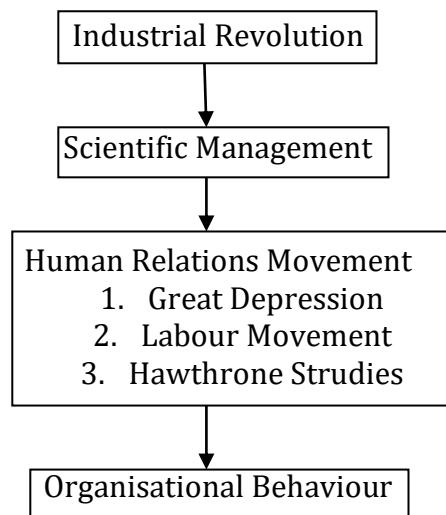 Industrial Revolution
Scientific Management
Human Relations Movement
1. Great Depression
2. Labour Movement
3. Hawthrone Strudies
Organisational Behaviour